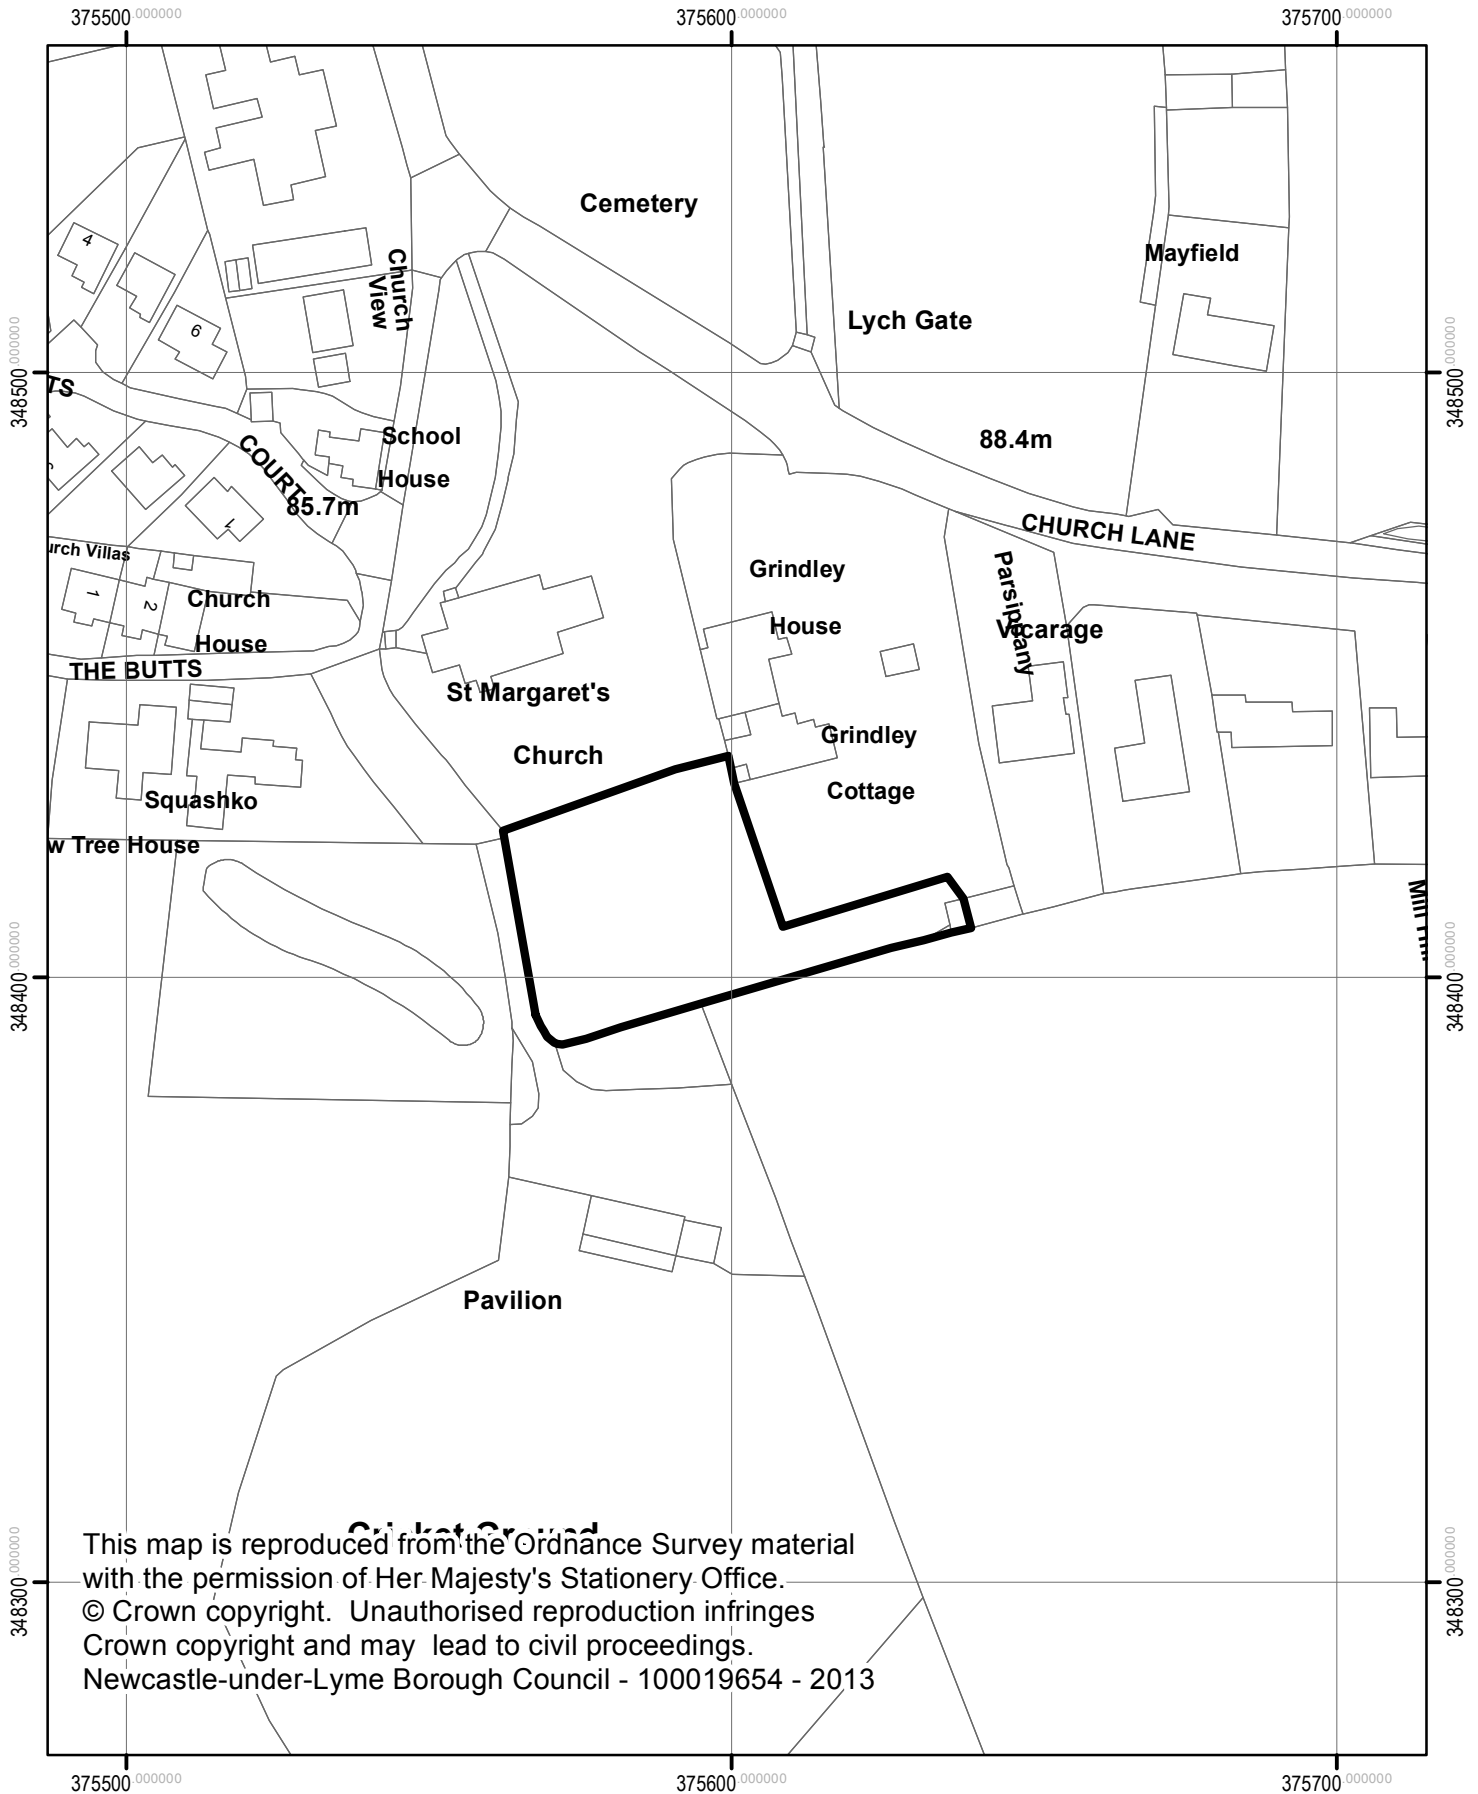 375500.000000
375600.000000
375700.000000
Cemetery
4
Church
View
Mayfield
6
Lych Gate
348500.000000
348500.000000
TS
School
88.4m
House
COURT
85.7m
1
CHURCH LANE
urch Villas
Grindley
Parsippany
1
2
Church
House
Vicarage
House
THE BUTTS
St Margaret's
Grindley
Church
Cottage
Squashko
w Tree House
Mill
348400.000000
348400.000000
Pavilion
Cricket Ground
This map is reproduced from the Ordnance Survey material
with the permission of Her Majesty's Stationery Office.
© Crown copyright.  Unauthorised reproduction infringes
Crown copyright and may  lead to civil proceedings.
Newcastle-under-Lyme Borough Council - 100019654 - 2013
348300.000000
348300.000000
375500.000000
375600.000000
375700.000000